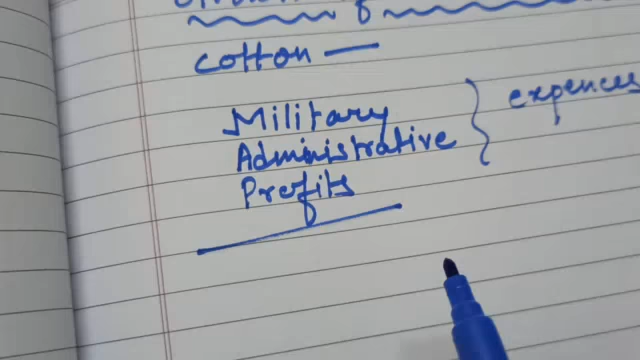 cotton —
Military
Administrative } expences
Profits